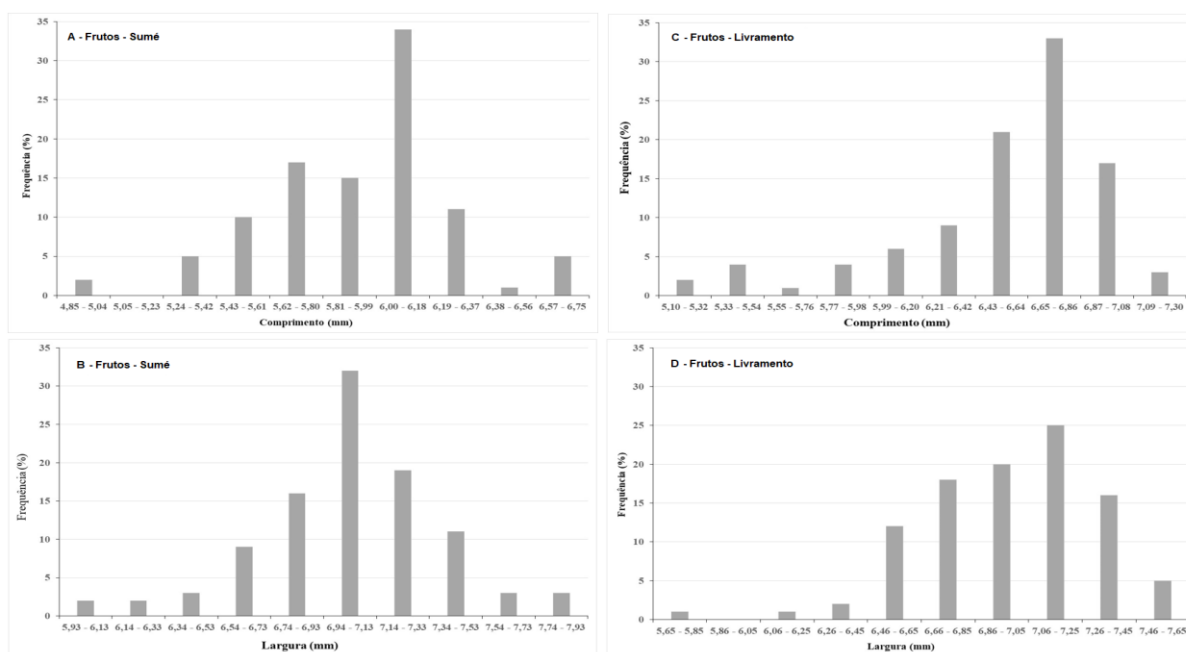 A - Frutos - Sumé
Frequência (%)
35
30
25
20
15
10
5
0
4,85 - 5,04 5,05 - 5,23 5,24 - 5,42 5,43 - 5,61 5,62 - 5,80 5,81 - 5,99 6,00 - 6,18 6,19 - 6,37 6,38 - 6,56 6,57 - 6,75
Comprimento (mm)
C - Frutos - Livramento
Frequência (%)
35
30
25
20
15
10
5
0
5,10 - 5,32 5,33 - 5,54 5,55 - 5,76 5,77 - 5,98 5,99 - 6,20 6,21 - 6,42 6,43 - 6,64 6,65 - 6,86 6,87 - 7,08 7,09 - 7,30
Comprimento (mm)
B - Frutos - Sumé
Frequência (%)
35
30
25
20
15
10
5
0
5,93 - 6,13 6,14 - 6,33 6,34 - 6,53 6,54 - 6,73 6,74 - 6,93 6,94 - 7,13 7,14 - 7,33 7,34 - 7,53 7,54 - 7,73 7,74 - 7,93
Largura (mm)
D - Frutos - Livramento
Frequência (%)
35
30
25
20
15
10
5
0
5,65 - 5,85 5,86 - 6,05 6,06 - 6,25 6,26 - 6,45 6,46 - 6,65 6,66 - 6,85 6,86 - 7,05 7,06 - 7,25 7,26 - 7,45 7,46 - 7,65
Largura (mm)